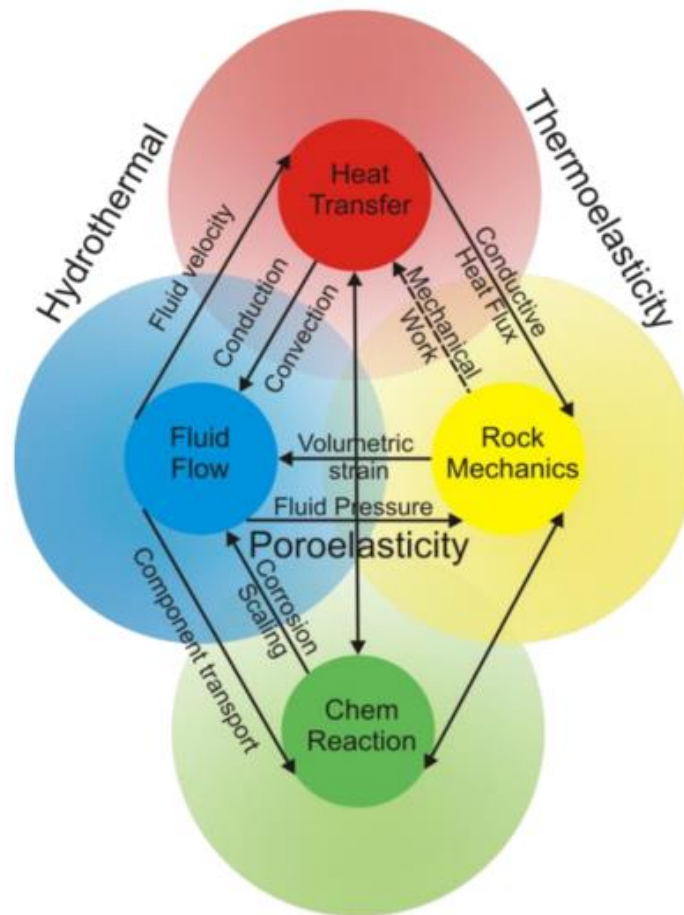 Hydrothermal
Thermoelasticity
Heat
Transfer
Fluid velocity
Conduction
Convection
Mechanical
Work
Conductive
Heat Flux
Fluid
Flow
Volumetric
strain
Rock
Mechanics
Fluid Pressure
Poroelasticity
Component transport
Corrosion
Scaling
Chem
Reaction